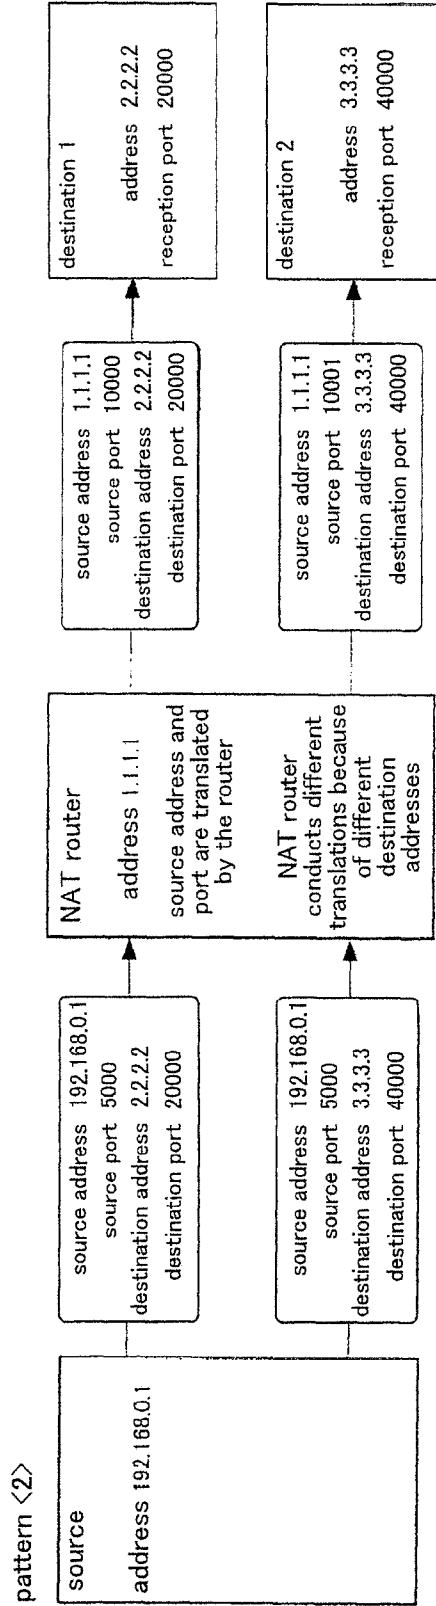 pattern <2>
source
address 192.168.0.1
source address 192.168.0.1
source port 5000
destination address 2.2.2.2
destination port 20000
source address 192.168.0.1
source port 5000
destination address 3.3.3.3
destination port 40000
NAT router
address 1.1.1.1
source address and
port are translated
by the router
NAT router
conducts different
translations because
of different
destination
addresses
source address 1.1.1.1
source port 10000
destination address 2.2.2.2
destination port 20000
source address 1.1.1.1
source port 10001
destination address 3.3.3.3
destination port 40000
destination 1
address 2.2.2.2
reception port 20000
destination 2
address 3.3.3.3
reception port 40000